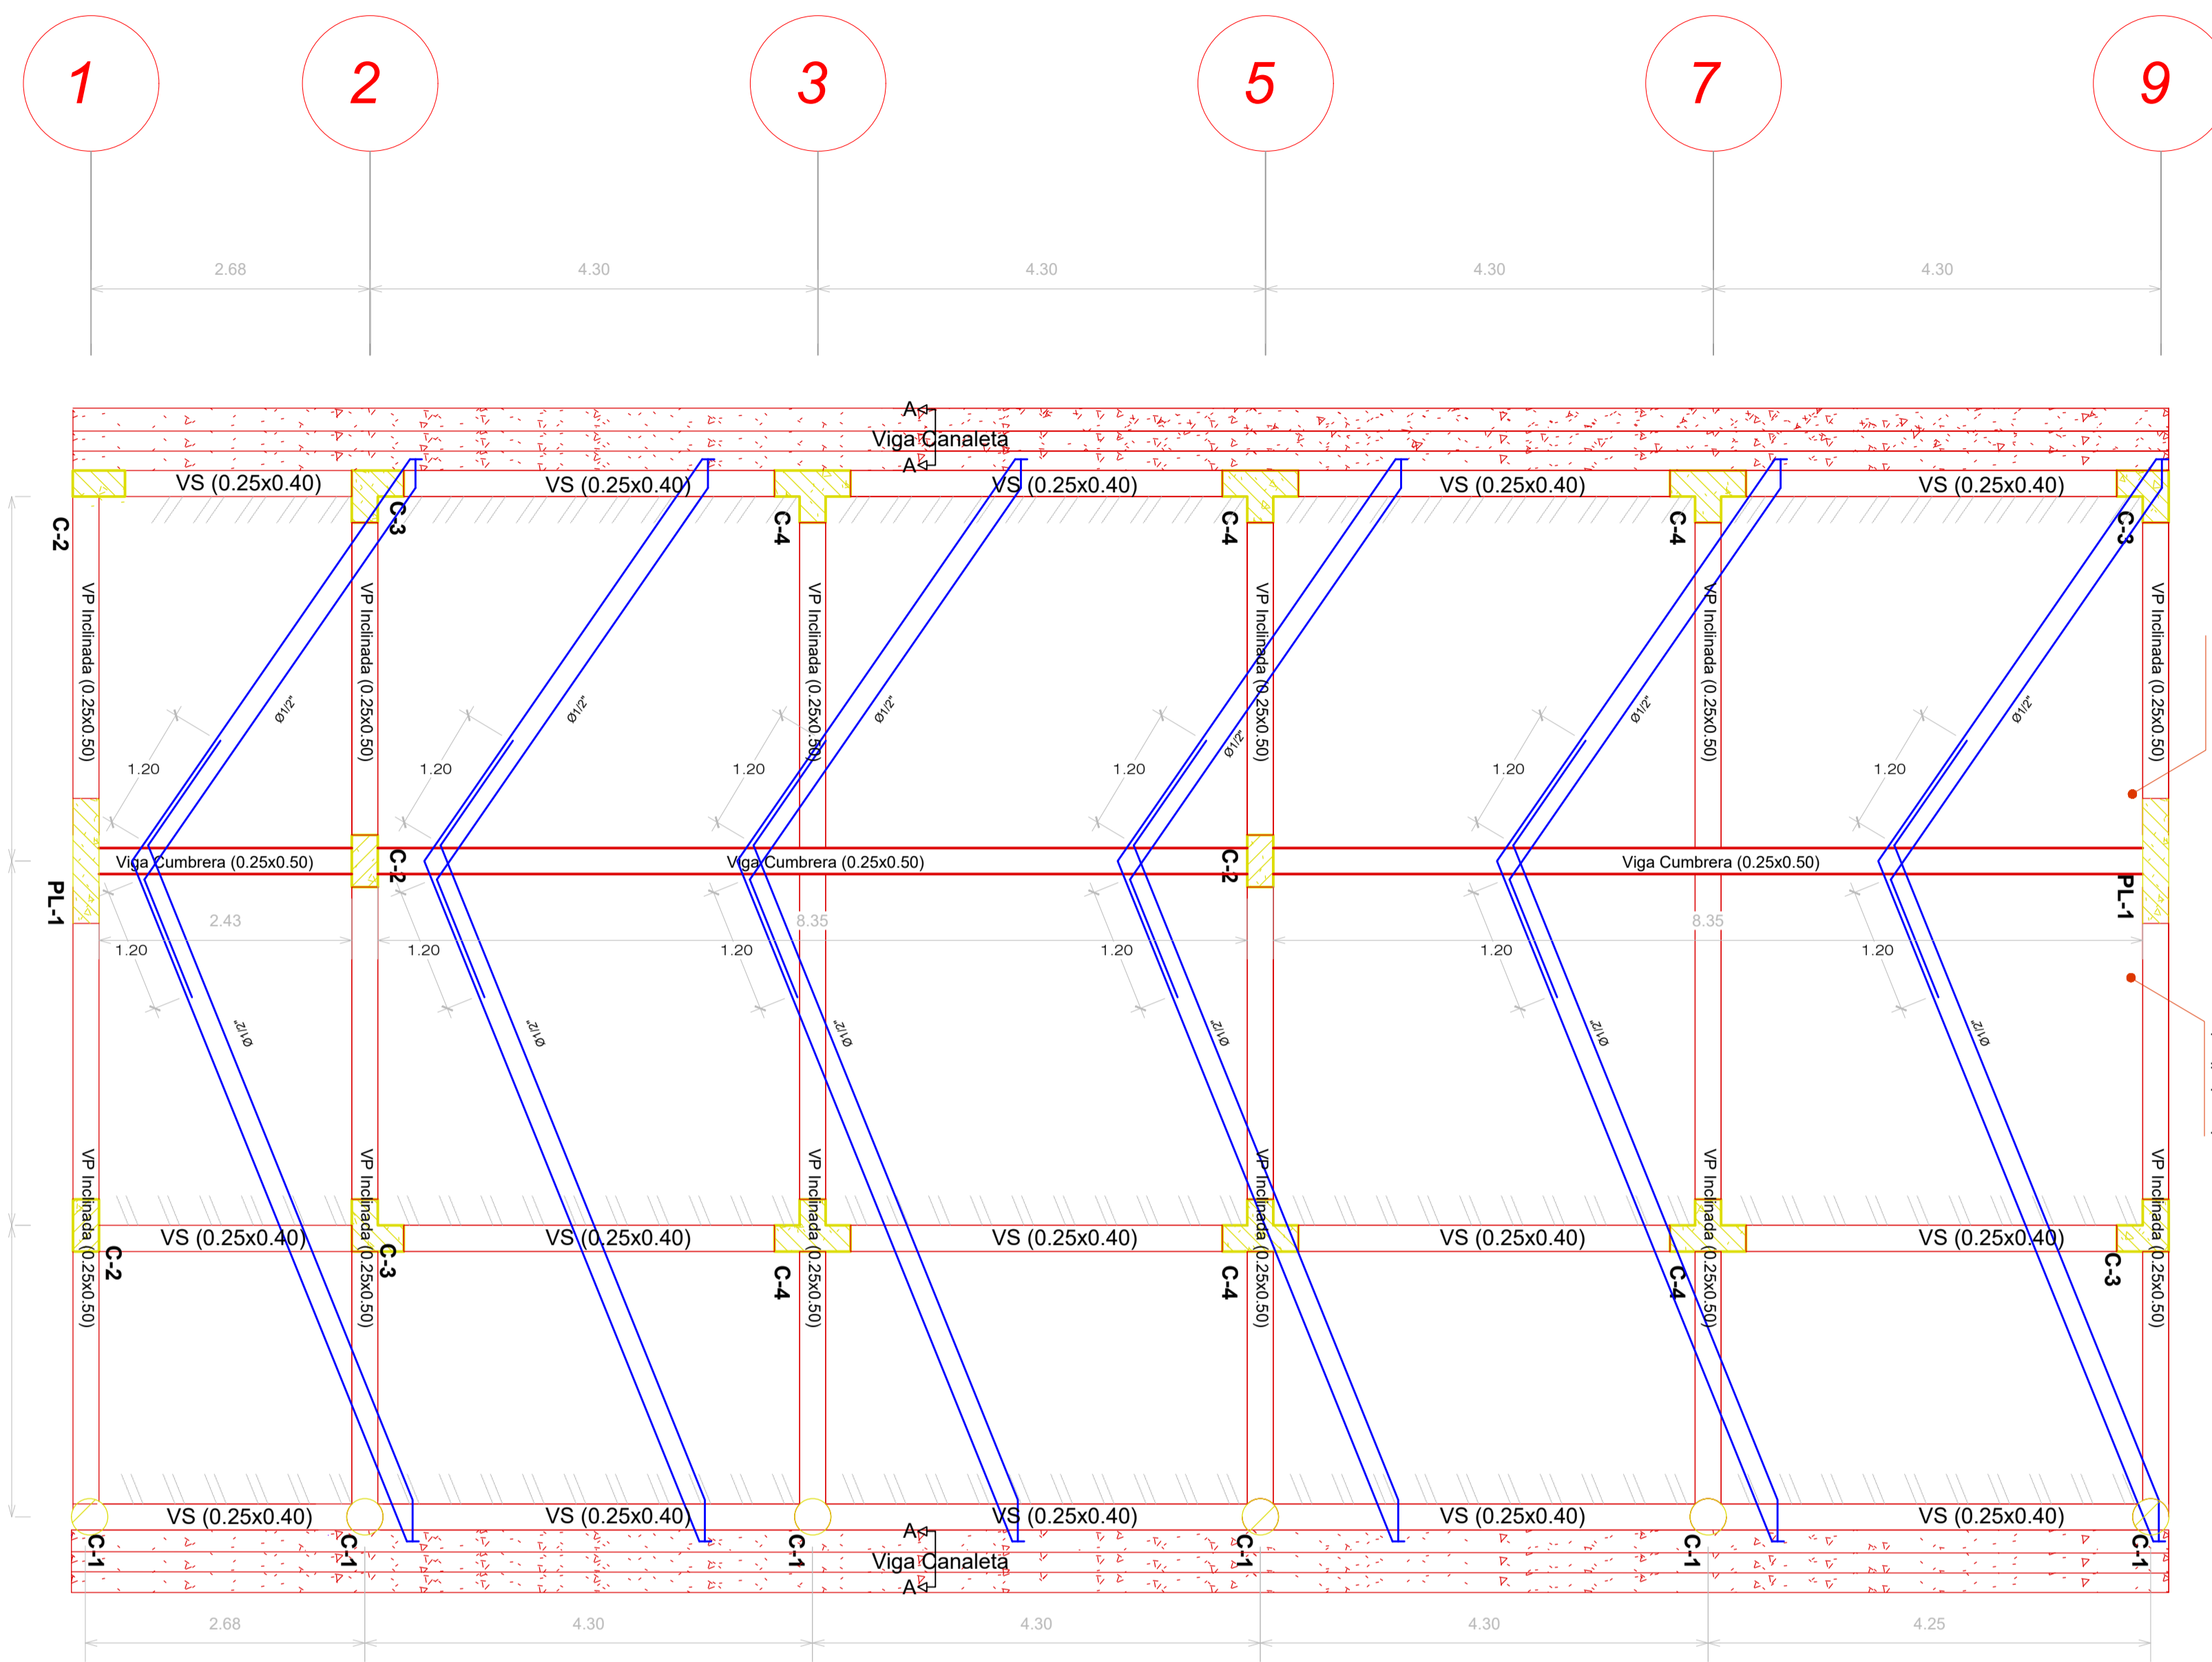 1 2 3 5 7 9
2.68 4.30 4.30 4.30 4.30
A
Viga Canaleta
A
VS (0.25x0.40) VS (0.25x0.40) VS (0.25x0.40) VS (0.25x0.40) VS (0.25x0.40)
C-2 C-3 C-4 C-4 C-4 C-3
VP Inclinada (0.25x0.50) VP Inclinada (0.25x0.50) VP Inclinada (0.25x0.50) VP Inclinada (0.25x0.50) VP Inclinada (0.25x0.50) VP Inclinada (0.25x0.50)
Ø1/2" Ø1/2" Ø1/2" Ø1/2" Ø1/2" Ø1/2"
1.20 1.20 1.20 1.20 1.20 1.20
Viga Cumbrera (0.25x0.50) C-2 Viga Cumbrera (0.25x0.50) C-2 Viga Cumbrera (0.25x0.50)
PL-1 PL-1
2.43 8.35 8.35
1.20 1.20 1.20 1.20 1.20 1.20
Ø1/2" Ø1/2" Ø1/2" Ø1/2" Ø1/2" Ø1/2"
VP Inclinada (0.25x0.50) VP Inclinada (0.25x0.50) VP Inclinada (0.25x0.50) VP Inclinada (0.25x0.50) VP Inclinada (0.25x0.50) VP Inclinada (0.25x0.50)
VS (0.25x0.40) VS (0.25x0.40) VS (0.25x0.40) VS (0.25x0.40) VS (0.25x0.40)
C-2 C-3 C-4 C-4 C-4 C-3
VS (0.25x0.40) VS (0.25x0.40) VS (0.25x0.40) VS (0.25x0.40) VS (0.25x0.40)
C-1 C-1 C-1 C-1 C-1 C-1
A
Viga Canaleta
A
2.68 4.30 4.30 4.30 4.25